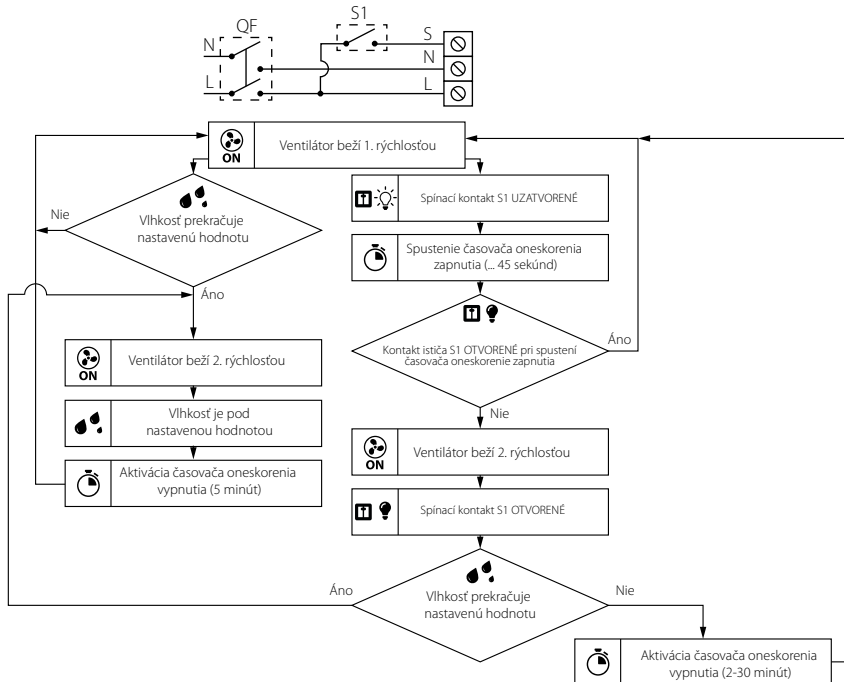 QF
S1
N
L
S
N
L
ON
Ventilátor beží 1. rýchlosťou
Nie
Vlhkosť prekračuje
nastavenú hodnotu
Áno
ON
Ventilátor beží 2. rýchlosťou
Vlhkosť je pod
nastavenou hodnotou
Aktivácia časovača oneskorenia
vypnutia (5 minút)
Spínací kontakt S1 UZATVORENÉ
Spustenie časovača oneskorenia
zapnutia (... 45 sekúnd)
Kontakt ističa S1 OTVORENÉ pri spustení
časovača oneskorenie zapnutia
Áno
Nie
ON
Ventilátor beží 2. rýchlosťou
Spínací kontakt S1 OTVORENÉ
Áno
Vlhkosť prekračuje
nastavenú hodnotu
Nie
Aktivácia časovača oneskorenia
vypnutia (2-30 minút)